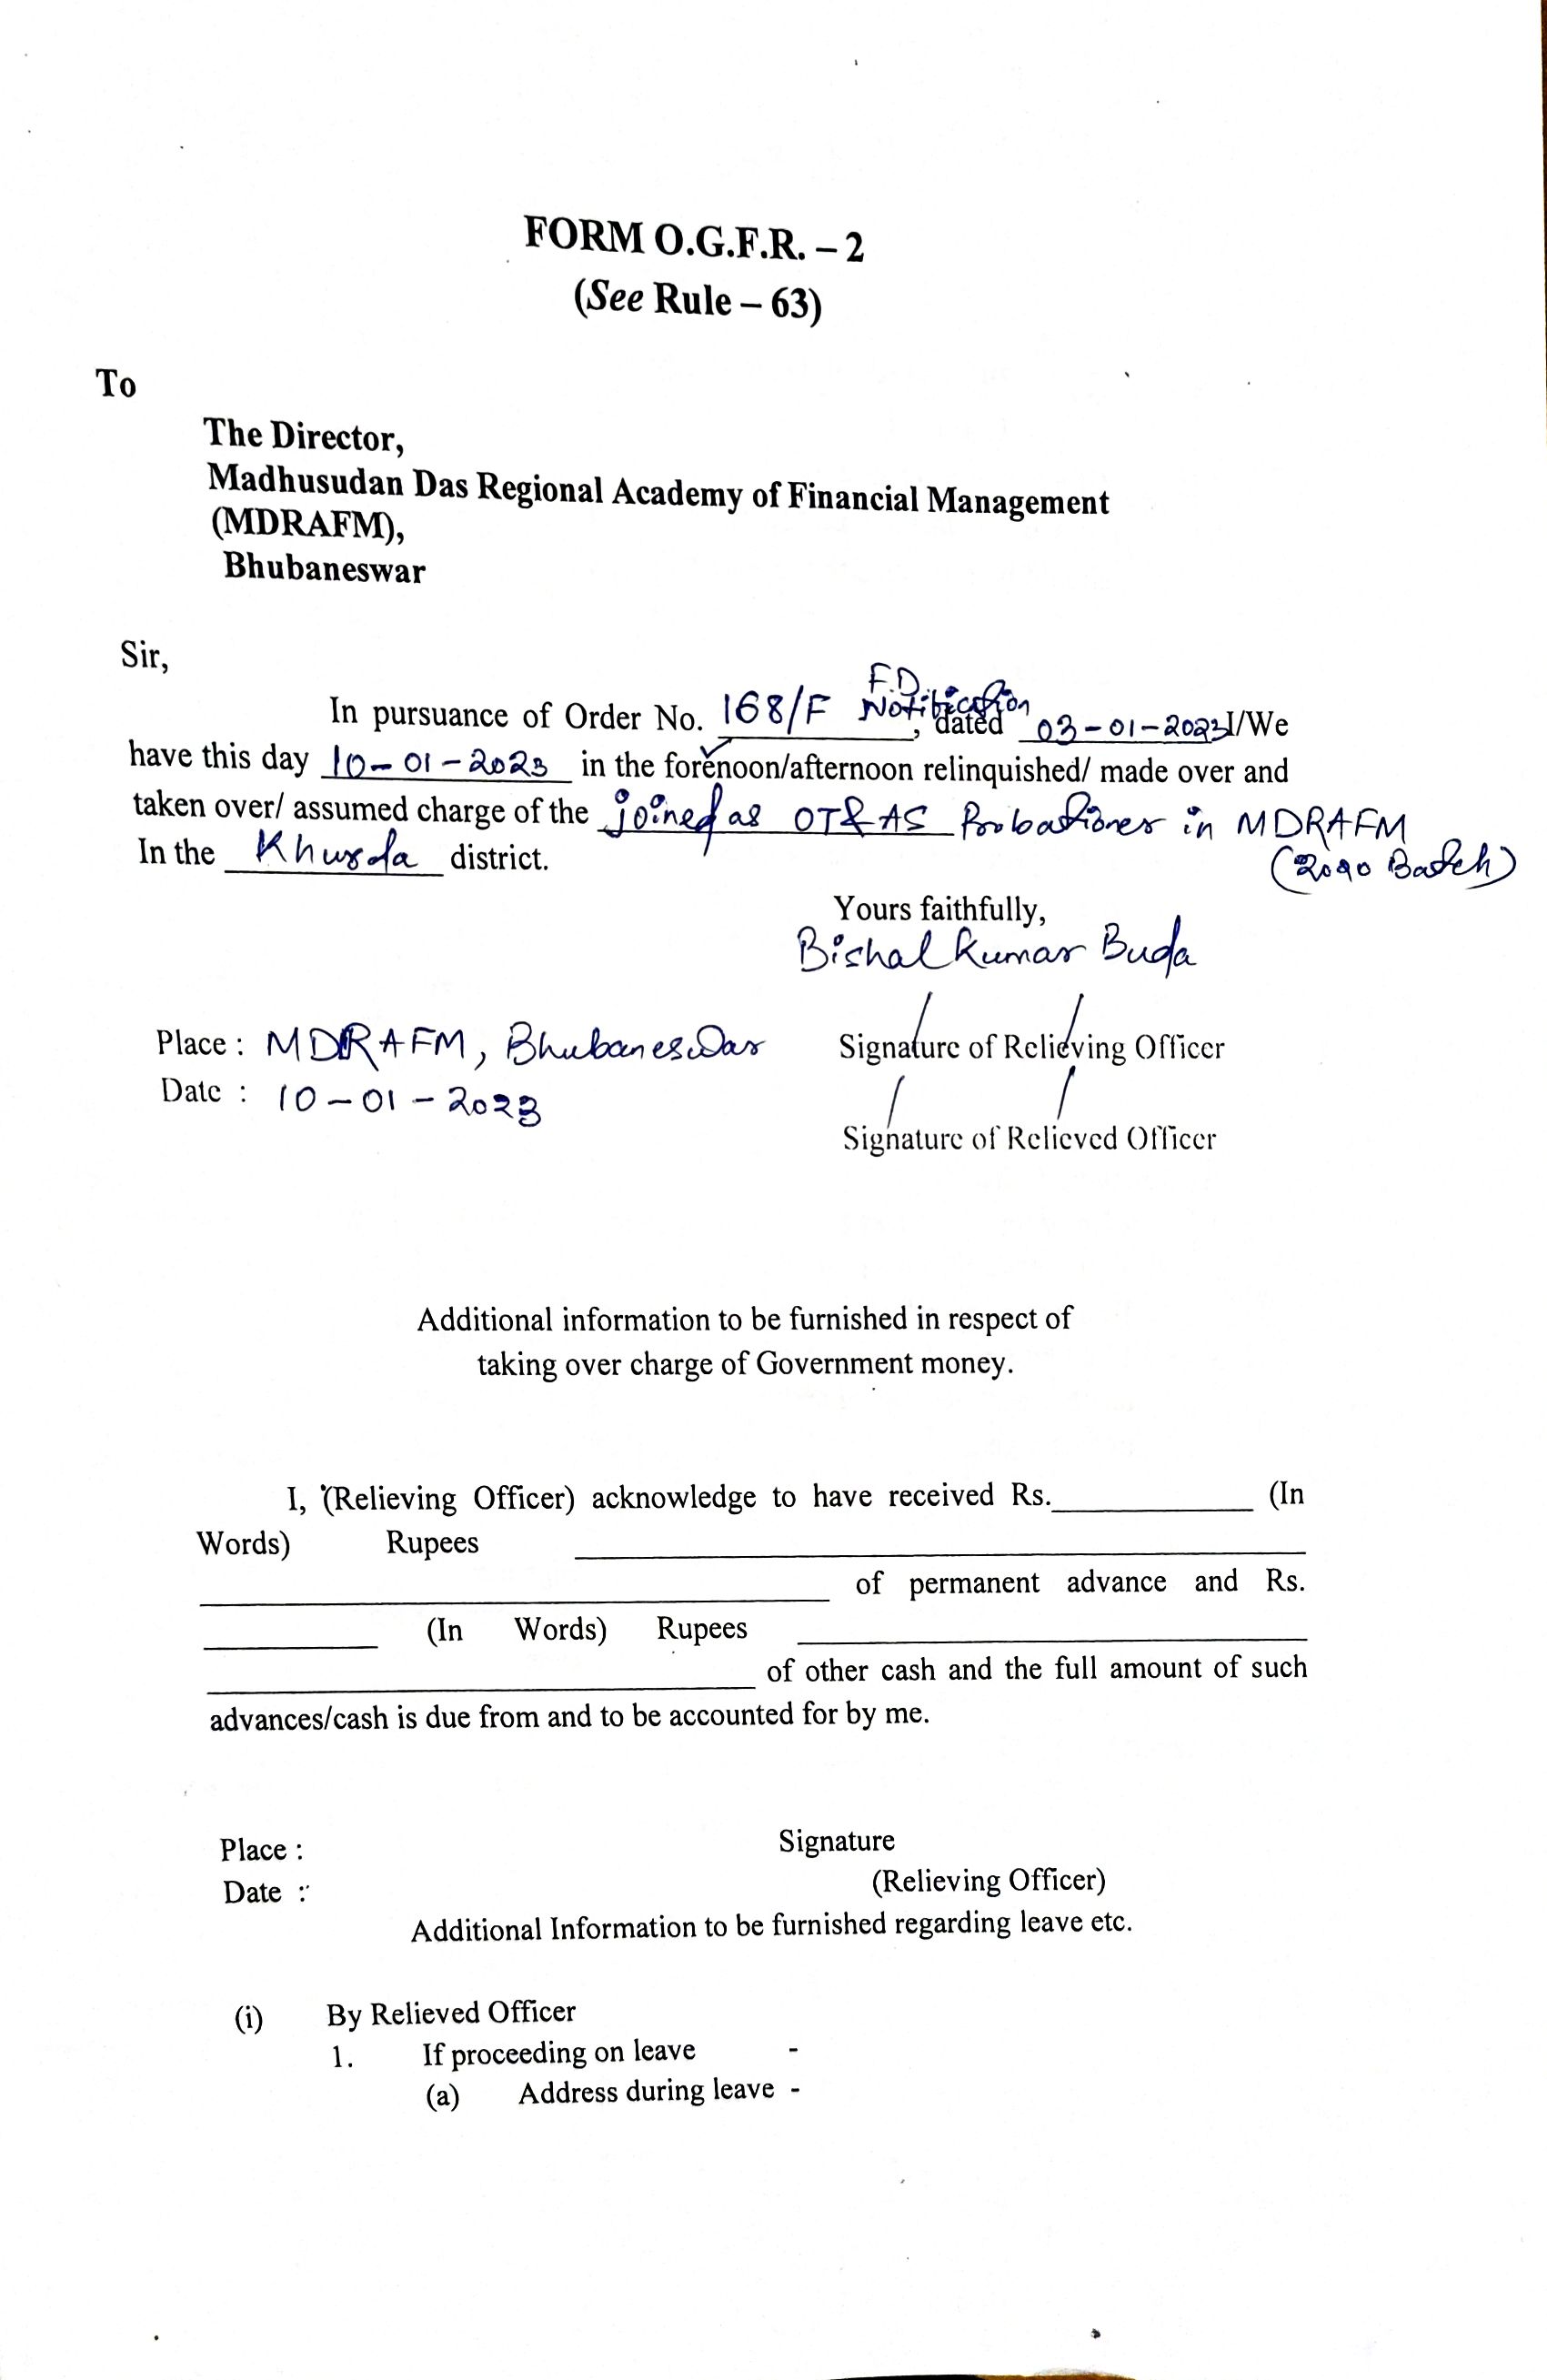 FORM O.G.F.R. – 2
(See Rule – 63)
To
The Director,
Madhusudan Das Regional Academy of Financial Management
(MDRAFM),
Bhubaneswar
Sir,
F.D.
In pursuance of Order No. 168/F Notification, dated 03-01-2023 I/We
have this day 10-01-2023 in the forenoon/afternoon relinquished/ made over and
taken over/ assumed charge of the joined as OT&AS Probationer in MDRAFM
(2020 Batch)
In the Khurda district.
Yours faithfully,
Bishal Kumar Buda
Place : MDRAFM, Bhubaneswar
Signature of Relieving Officer
Date : 10-01-2023
Signature of Relieved Officer
Additional information to be furnished in respect of
taking over charge of Government money.
I, (Relieving Officer) acknowledge to have received Rs.____________ (In
Words) Rupees ____________
____________ of permanent advance and Rs.
____________ (In Words) Rupees ____________
____________ of other cash and the full amount of such
advances/cash is due from and to be accounted for by me.
Place : Signature
Date : (Relieving Officer)
Additional Information to be furnished regarding leave etc.
(i) By Relieved Officer
1. If proceeding on leave -
(a) Address during leave -